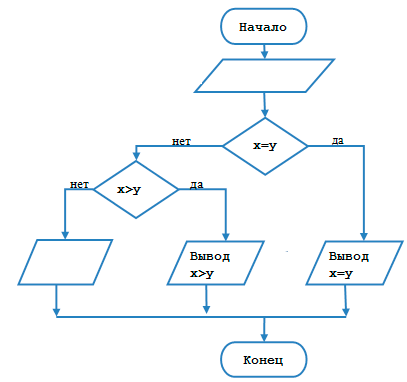 Начало
x=y
нет
да
x>y
нет
да
Вывод
x>y
Вывод
x=y
Конец